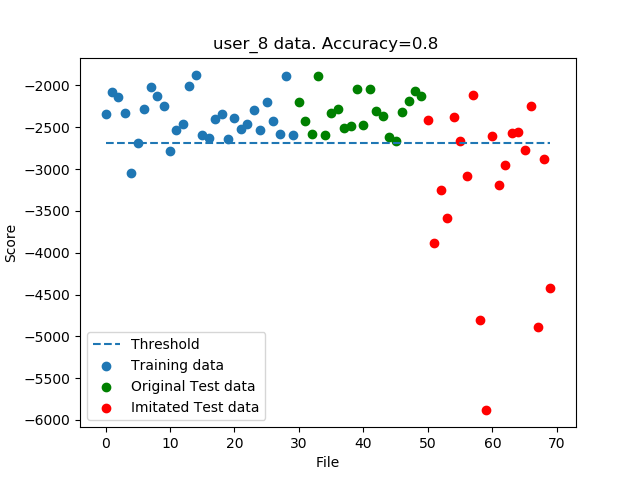 user_8 data. Accuracy=0.8
−2000
−2500
−3000
−3500
−4000
−4500
−5000
−5500
−6000
Score
Threshold
Training data
Original Test data
Imitated Test data
0 10 20 30 40 50 60 70
File